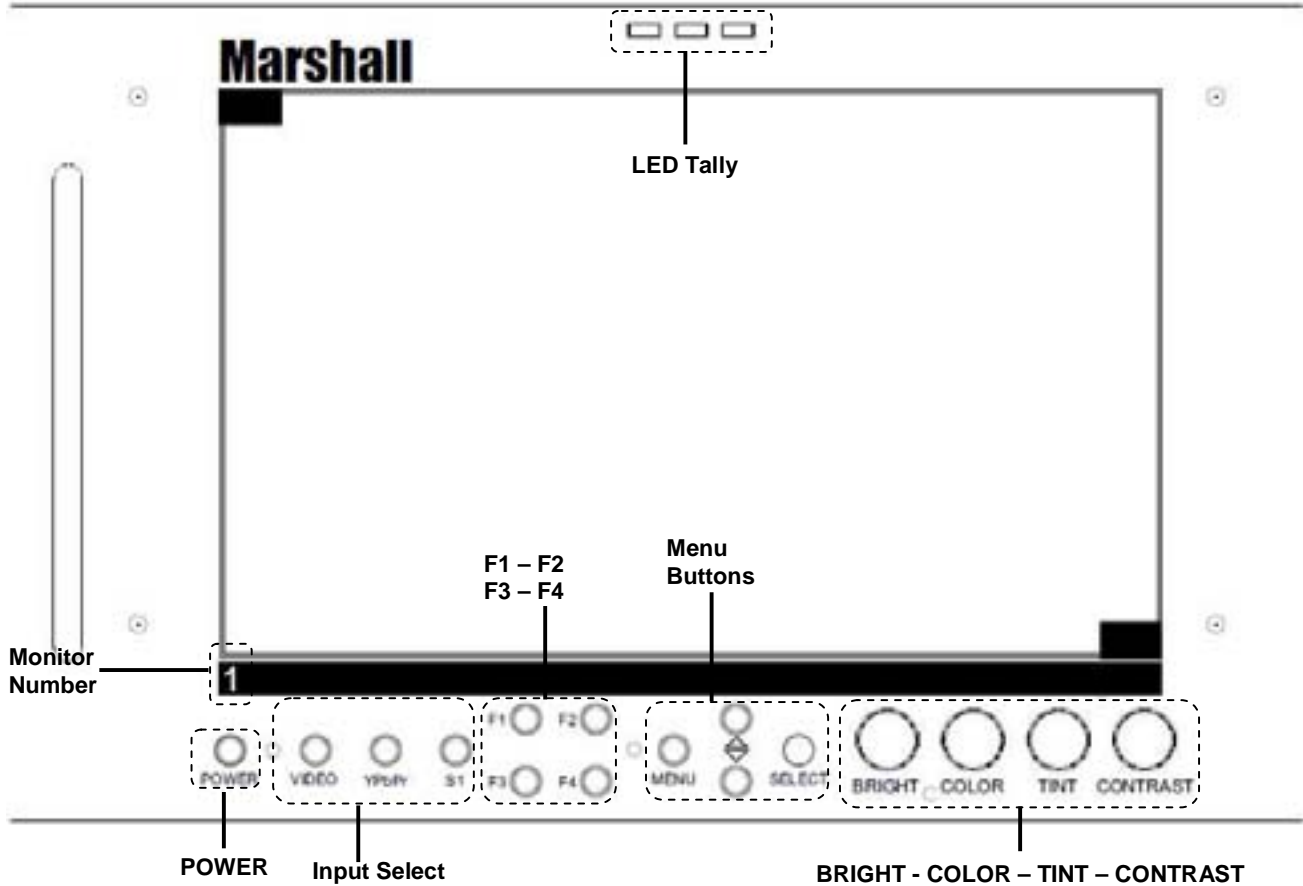 Marshall
LED Tally
F1 – F2
F3 – F4
Menu
Buttons
Monitor
Number
1
F1 F2
POWER VIDEO YPbPr S1 F3 F4 MENU SELECT BRIGHT COLOR TINT CONTRAST
POWER
Input Select
BRIGHT - COLOR – TINT – CONTRAST